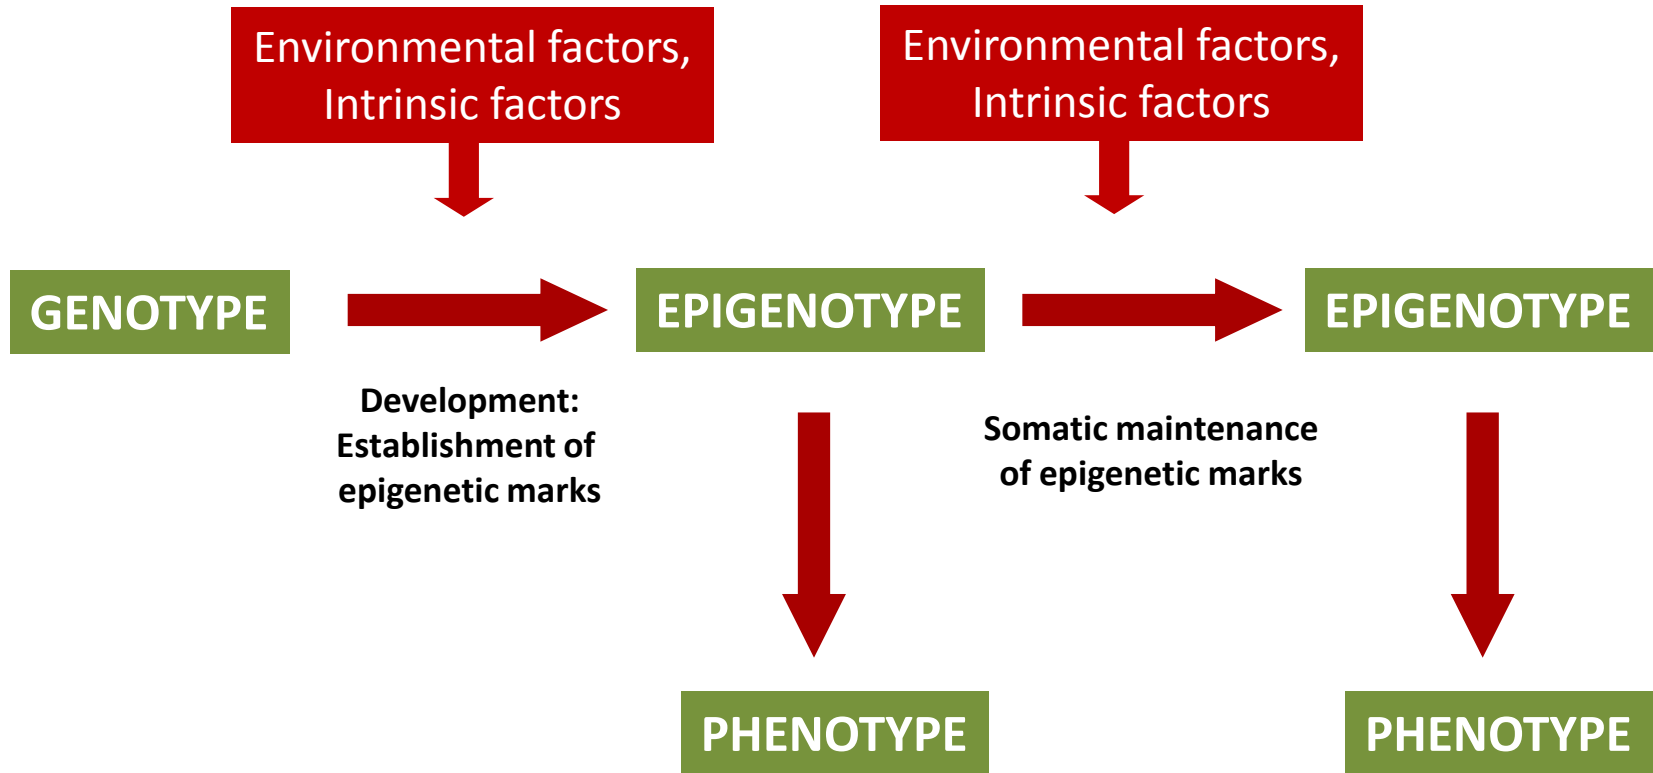 Environmental factors,
Intrinsic factors
Environmental factors,
Intrinsic factors
GENOTYPE
EPIGENOTYPE
EPIGENOTYPE
Development:
Establishment of
epigenetic marks
Somatic maintenance
of epigenetic marks
PHENOTYPE
PHENOTYPE